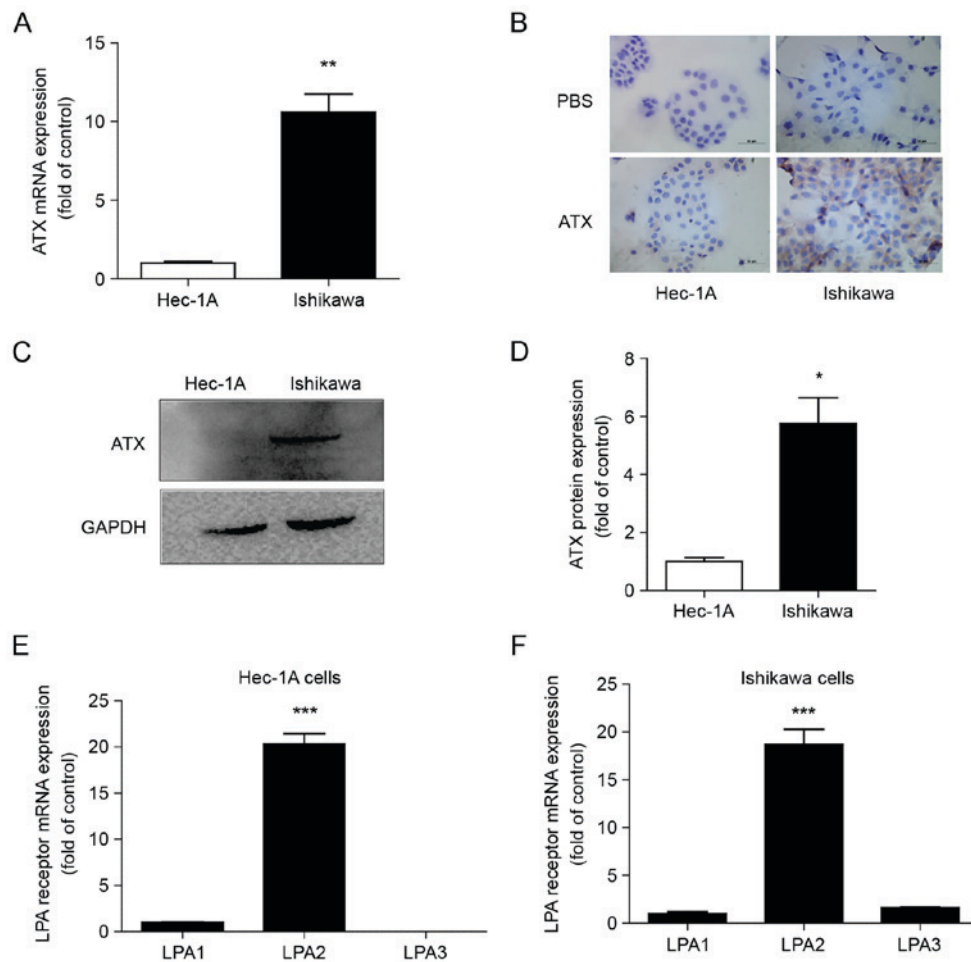 A
ATX mRNA expression
(fold of control)
15
10
5
0
**
Hec-1A
Ishikawa
B
PBS
ATX
Hec-1A
Ishikawa
C
Hec-1A
Ishikawa
ATX
GAPDH
D
ATX protein expression
(fold of control)
8
6
4
2
0
*
Hec-1A
Ishikawa
E
Hec-1A cells
LPA receptor mRNA expression
(fold of control)
25
20
15
10
5
0
***
LPA1
LPA2
LPA3
F
Ishikawa cells
LPA receptor mRNA expression
(fold of control)
25
20
15
10
5
0
***
LPA1
LPA2
LPA3